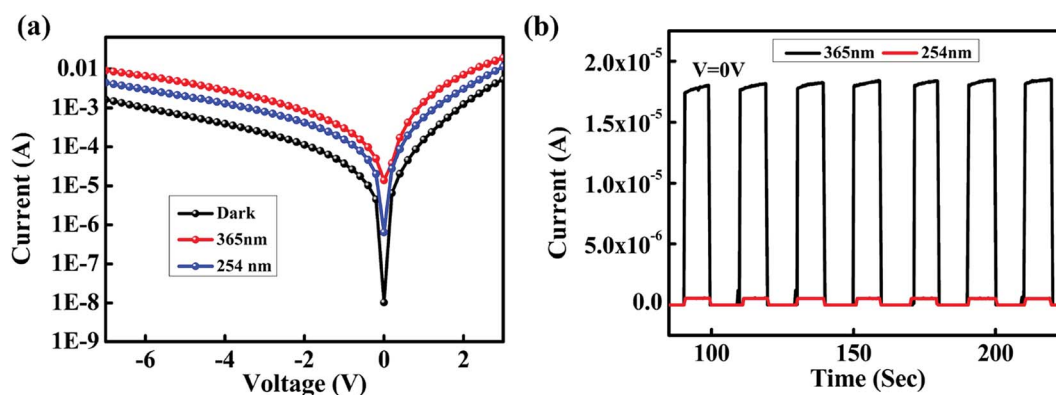 (a)
Current (A)
0.01
1E-3
1E-4
1E-5
1E-6
1E-7
1E-8
1E-9
Dark
365nm
254 nm
-6 -4 -2 0 2
Voltage (V)
(b)
Current (A)
2.0x10⁻⁵
1.5x10⁻⁵
1.0x10⁻⁵
5.0x10⁻⁶
0.0
365nm 254nm
V=0V
100 150 200
Time (Sec)